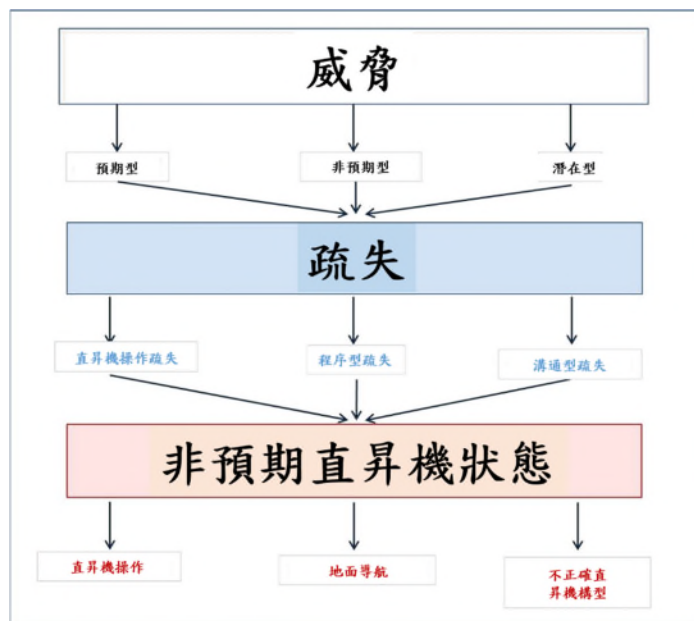 威脅
預期型
非預期型
潛在型
疏失
直昇機操作疏失
程序型疏失
溝通型疏失
非預期直昇機狀態
直昇機操作
地面導航
不正確直
昇機構型